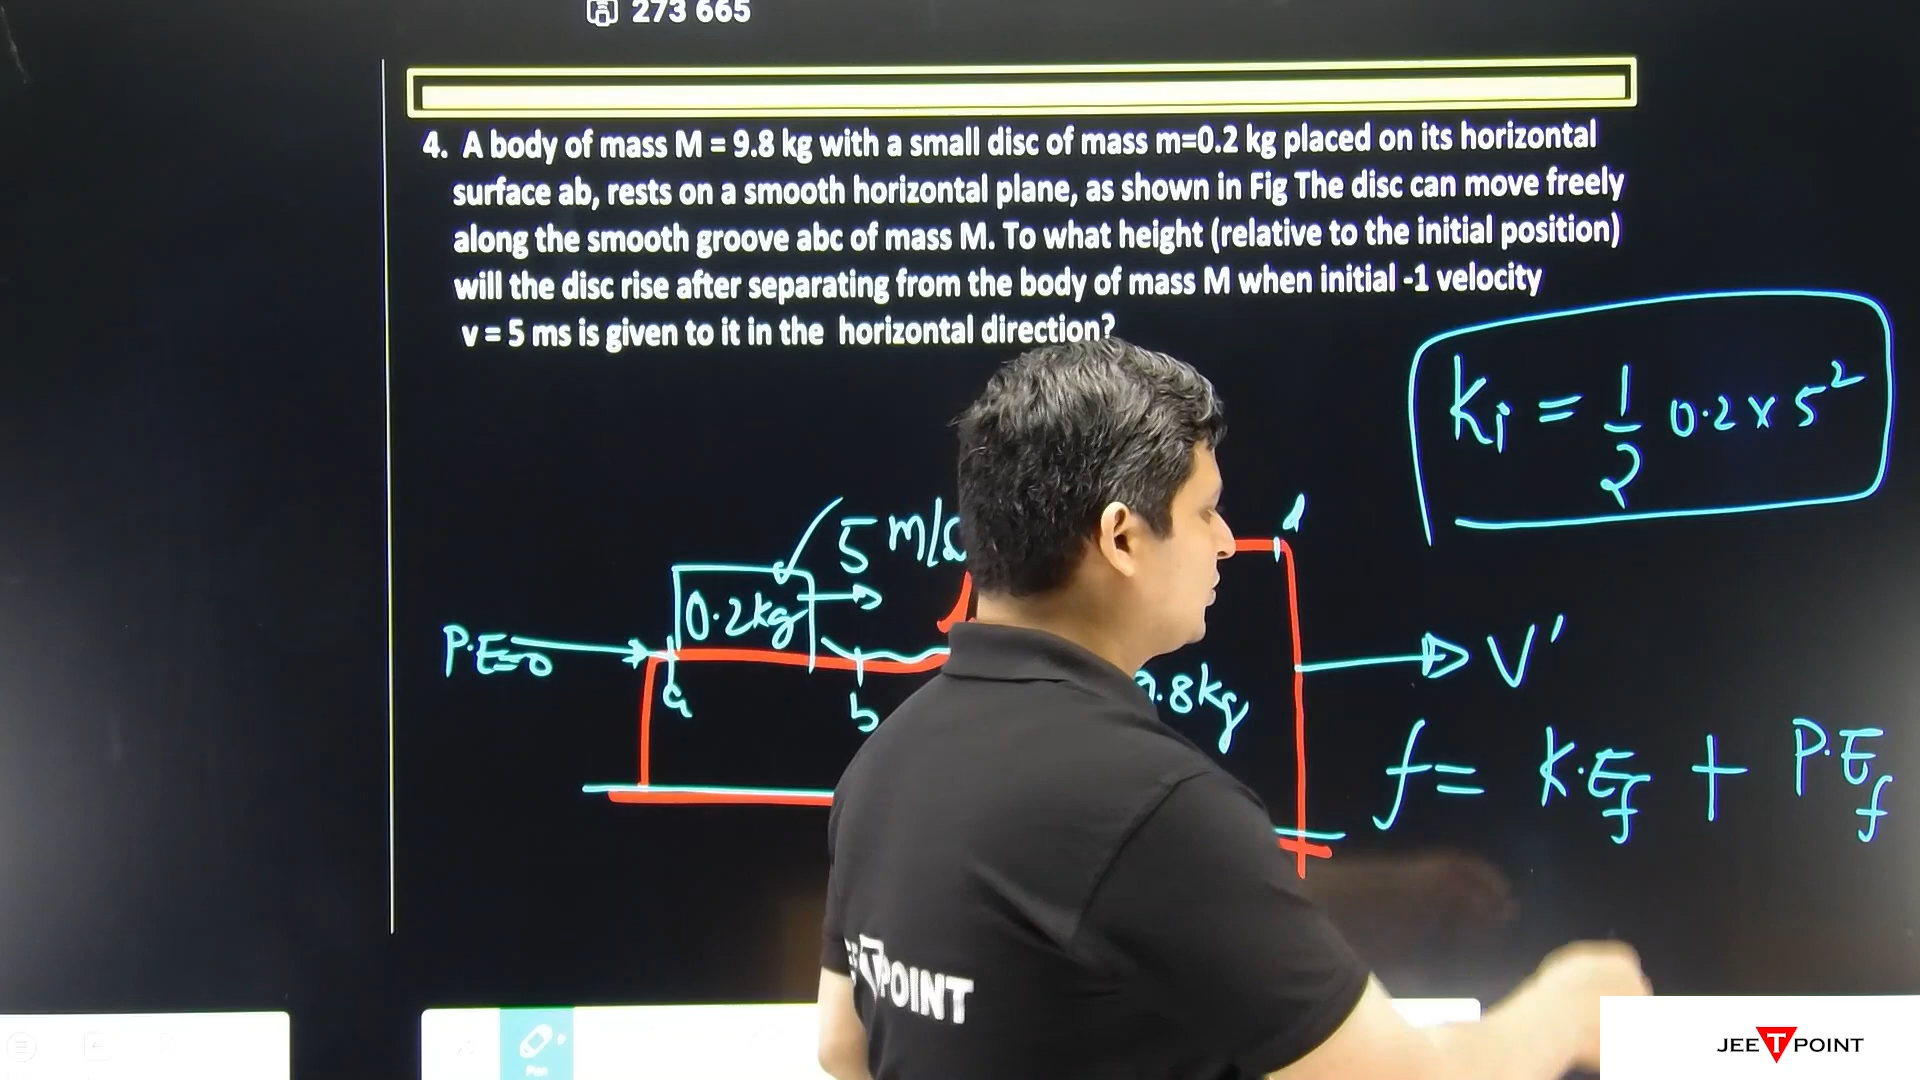 273 665
4. A body of mass M = 9.8 kg with a small disc of mass m=0.2 kg placed on its horizontal
surface ab, rests on a smooth horizontal plane, as shown in Fig The disc can move freely
along the smooth groove abc of mass M. To what height (relative to the initial position)
will the disc rise after separating from the body of mass M when initial -1 velocity
v = 5 ms is given to it in the horizontal direction?
Ki = 1/2 0.2 x 5²
5 m/s
d
0.2kg
P.E=0
V'
a
b
9.8kg
f = K.Ef + P.Ef
POINT
Pen
JEE T POINT